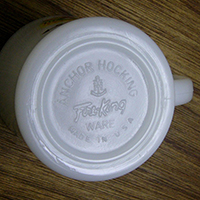 ANCHOR HOCKING
Fire-King
WARE
MADE IN U.S.A.